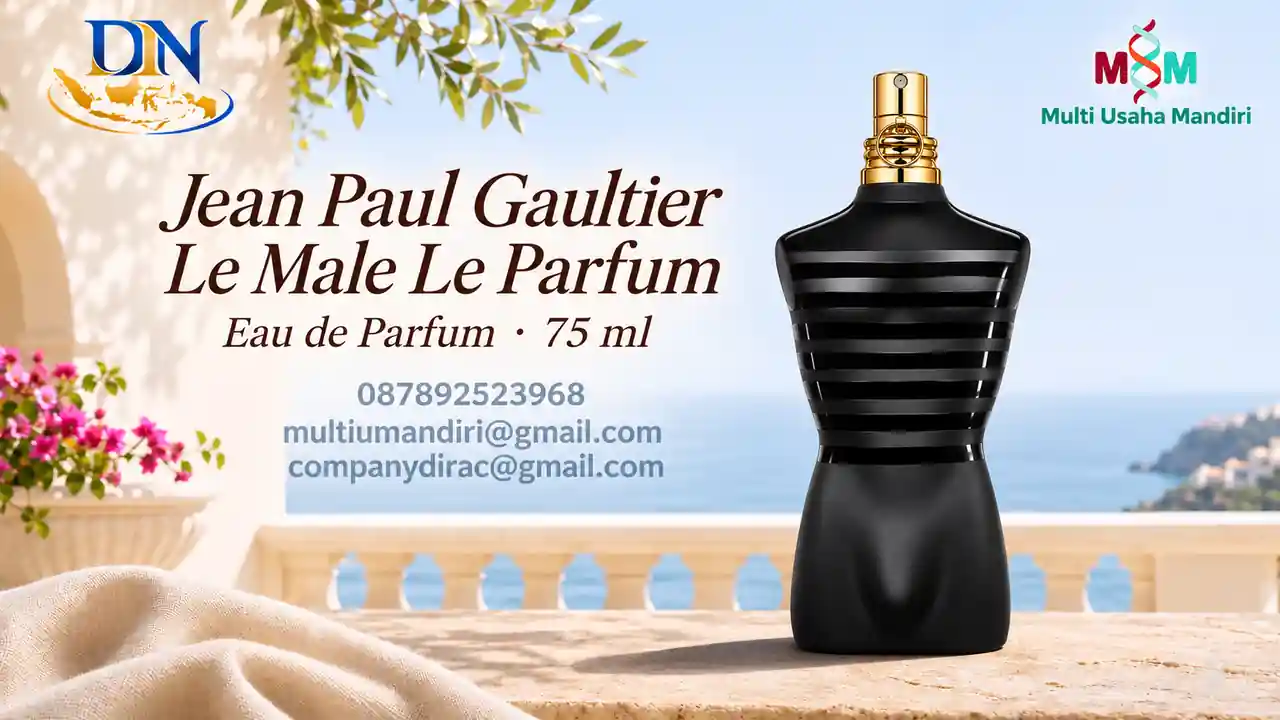 DN
MSM
Multi Usaha Mandiri
Jean Paul Gaultier
Le Male Le Parfum
Eau de Parfum · 75 ml
087892523968
multiumandiri@gmail.com
companydirac@gmail.com